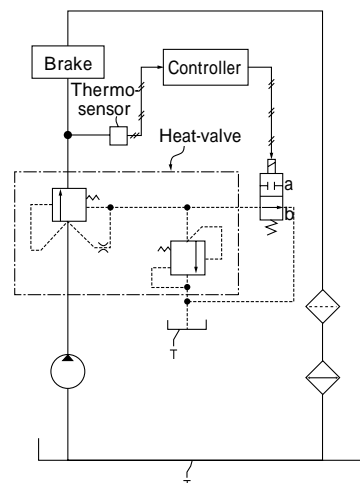 Brake
Thermo-
sensor
Controller
Heat-valve
a
b
T
T